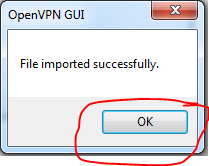 OpenVPN GUI
File imported successfully.
OK